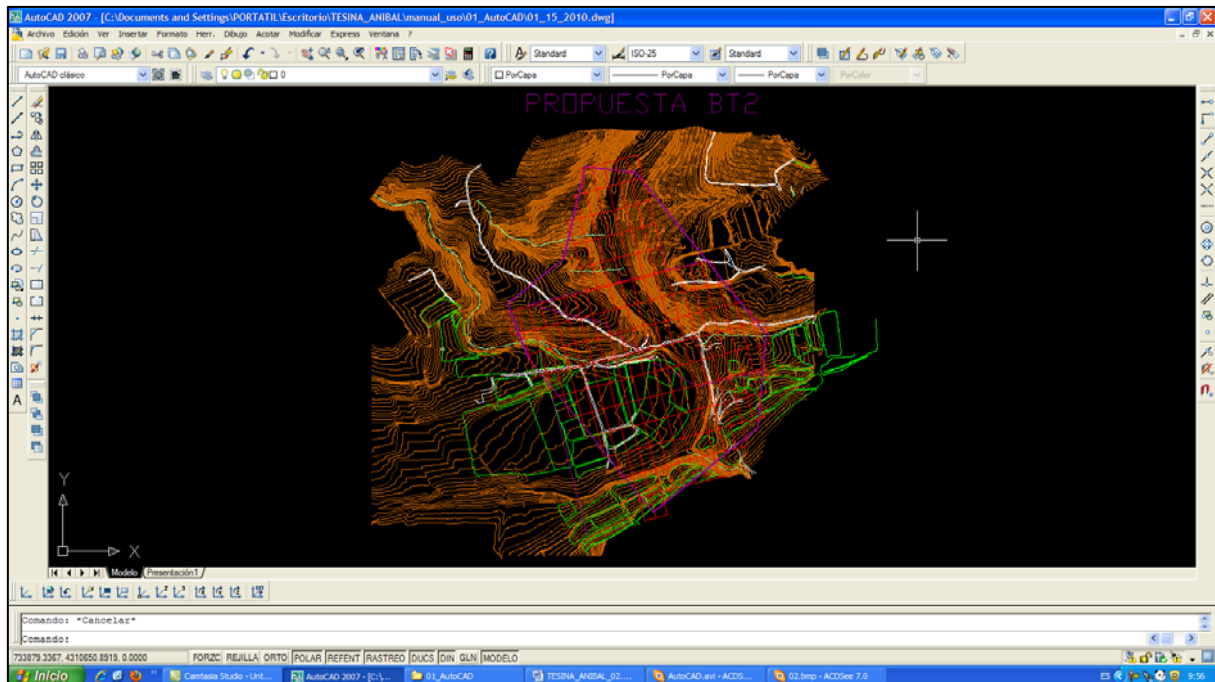 AutoCAD 2007 - [C:\Documents and Settings\PORTATIL\Escritorio\TESINA_ANIBAL\manual_uso\01_AutoCAD\01_15_2010.dwg]
Archivo Edición Ver Insertar Formato Herr. Dibujo Acotar Modificar Express Ventana ?
Standard ISO-25 Standard
AutoCAD clásico 0 PorCapa PorCapa PorCapa PorColor
PROPUESTA BT2
A
Y
X
Modelo Presentación1
Comando: *Cancelar*
Comando:
733879.3367, 4310650.8919, 0.0000 FORZC REJILLA ORTO POLAR REFENT RASTREO DUCS DIN GLN MODELO
Inicio Camtasia Studio - Unt... AutoCAD 2007 - [C:\... 01_AutoCAD TESINA_ANIBAL_02.... AutoCAD.avi - ACDS... 02.bmp - ACDSee 7.0 ES 9:56